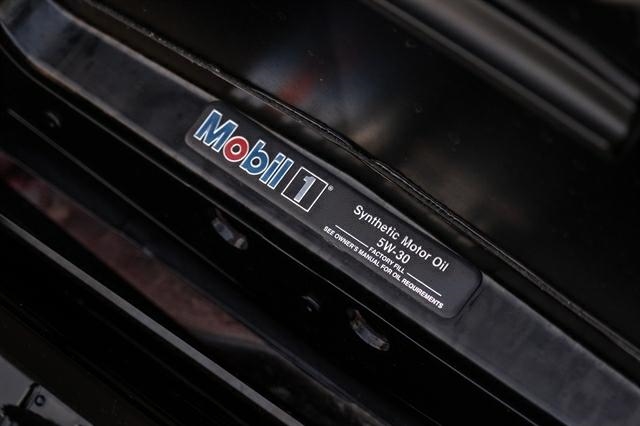 Mobil 1®
Synthetic Motor Oil
5W-30
FACTORY FILL
SEE OWNER'S MANUAL FOR OIL REQUIREMENTS